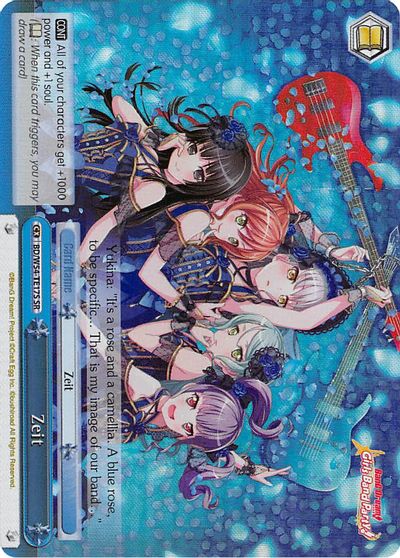 BanG Dream!
Girls Band Party!
Yukina: "It's a rose and a camellia. A blue rose,
to be specific... That is my image of our band..."
CONT All of your characters get +1000
power and +1 soul.
: When this card triggers, you may
draw a card)
CX BD/W54-TE17S SR
Card Name
Zeit
Zeit
©BanG Dream! Project ©Craft Egg Inc. ©bushiroad All Rights Reserved.